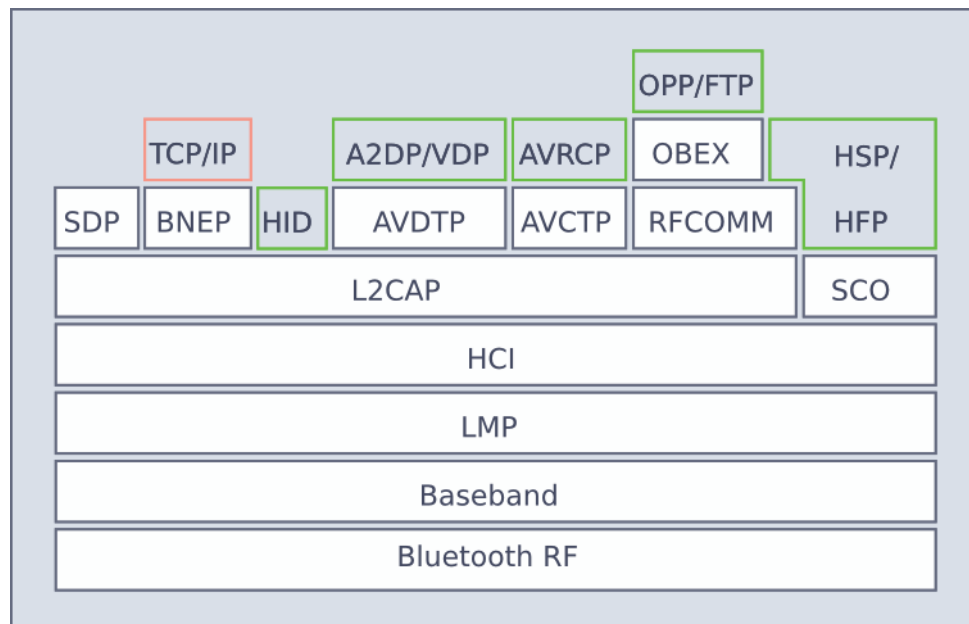 OPP/FTP
TCP/IP A2DP/VDP AVRCP OBEX HSP/
SDP BNEP HID AVDTP AVCTP RFCOMM HFP
L2CAP SCO
HCI
LMP
Baseband
Bluetooth RF